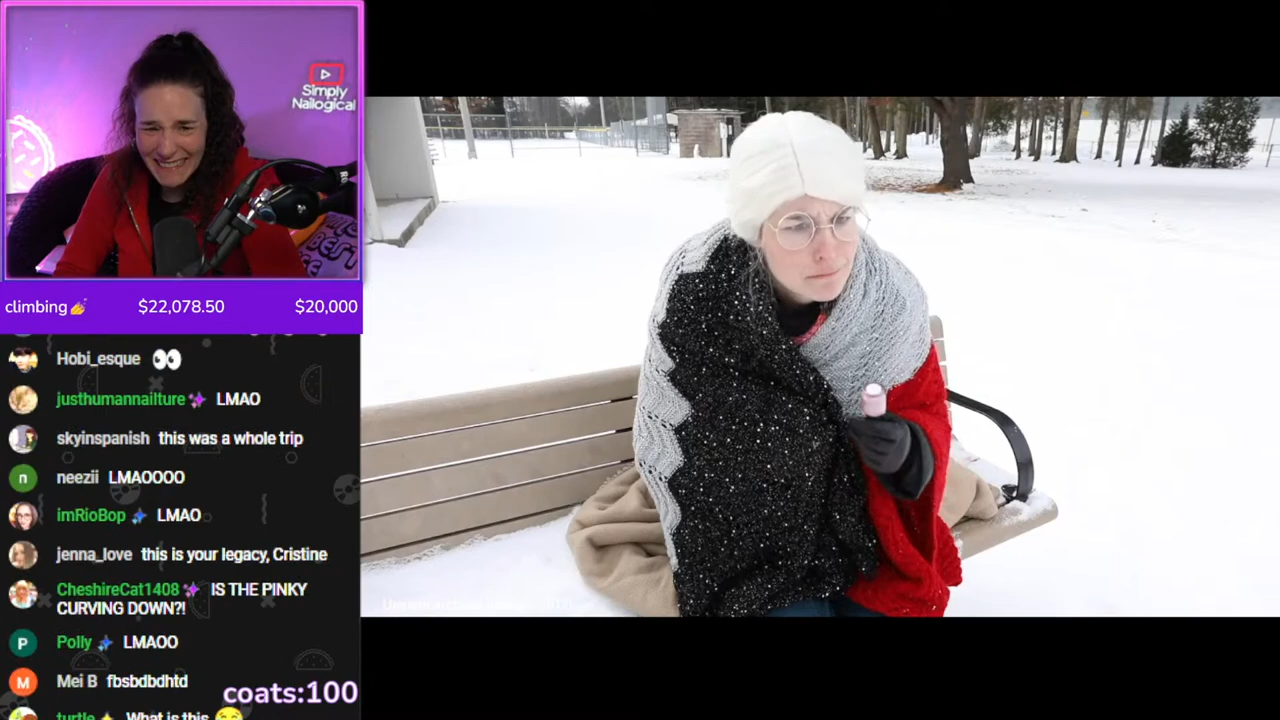 Simply
Nailogical
climbing💅 $22,078.50 $20,000
Hobi_esque 👀
justhumannailture LMAO
skyinspanish this was a whole trip
n neezii LMAOOOO
imRioBop LMAO
jenna_love this is your legacy, Cristine
CheshireCat1408 IS THE PINKY
CURVING DOWN?!
P Polly LMAOO
M Mei B fbsbdbdhtd
coats:100
turtle What is this